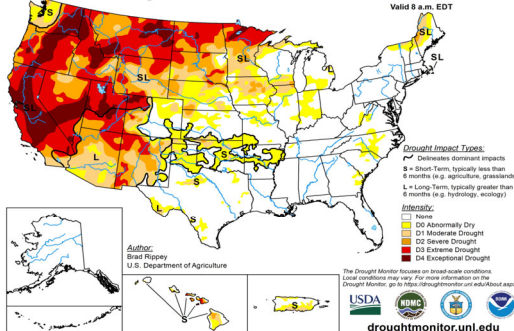 Valid 8 a.m. EDT
S
SL
SL
SL
SL
SL
L
L
S
S
S
S
Drought Impact Types:
Delineates dominant impacts
S = Short-Term, typically less than
6 months (e.g. agriculture, grasslands
L = Long-Term, typically greater than
6 months (e.g. hydrology, ecology)
Intensity:
None
D0 Abnormally Dry
D1 Moderate Drought
D2 Severe Drought
D3 Extreme Drought
D4 Exceptional Drought
Author:
Brad Rippey
U.S. Department of Agriculture
The Drought Monitor focuses on broad-scale conditions.
Local conditions may vary. For more information on the
Drought Monitor, go to https://droughtmonitor.unl.edu/About.asp
S
S
USDA
NDMC
NOAA
droughtmonitor.unl.edu